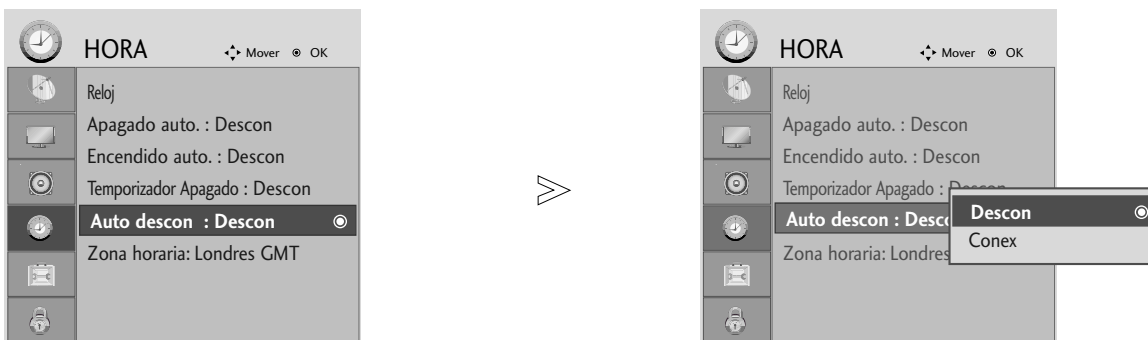 HORA Mover OK
Reloj
Apagado auto. : Descon
Encendido auto. : Descon
Temporizador Apagado : Descon
Auto descon : Descon
Zona horaria: Londres GMT
HORA Mover OK
Reloj
Apagado auto. : Descon
Encendido auto. : Descon
Temporizador Apagado : Descon
Auto descon : Desco
Zona horaria: Londres
Descon
Conex